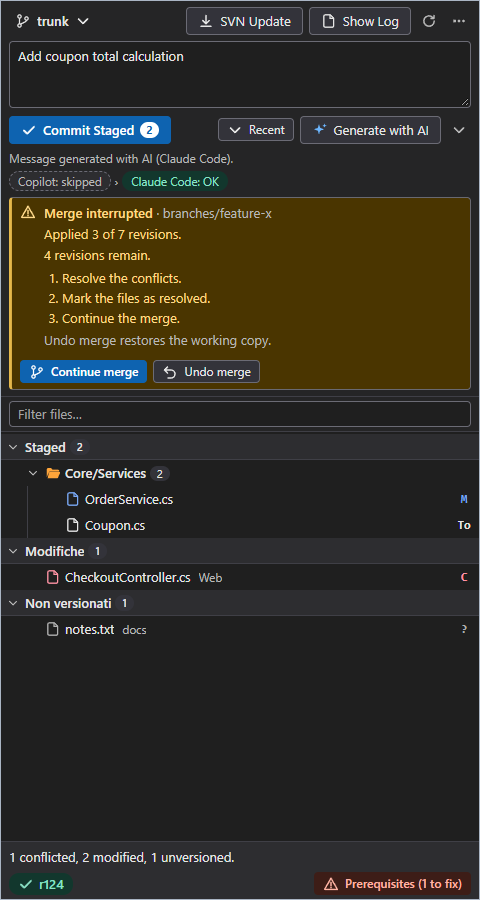 trunk SVN Update Show Log
Add coupon total calculation
Commit Staged 2 Recent Generate with AI
Message generated with AI (Claude Code).
Copilot: skipped › Claude Code: OK
Merge interrupted · branches/feature-x
Applied 3 of 7 revisions.
4 revisions remain.
1. Resolve the conflicts.
2. Mark the files as resolved.
3. Continue the merge.
Undo merge restores the working copy.
Continue merge Undo merge
Filter files...
Staged 2
Core/Services 2
OrderService.cs M
Coupon.cs To
Modifiche 1
CheckoutController.cs Web C
Non versionati 1
notes.txt docs ?
1 conflicted, 2 modified, 1 unversioned.
r124 Prerequisites (1 to fix)